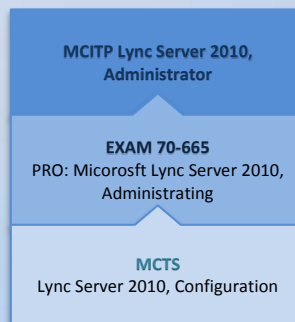 MCITP Lync Server 2010,
Administrator
EXAM 70-665
PRO: Micorosft Lync Server 2010,
Administrating
MCTS
Lync Server 2010, Configuration